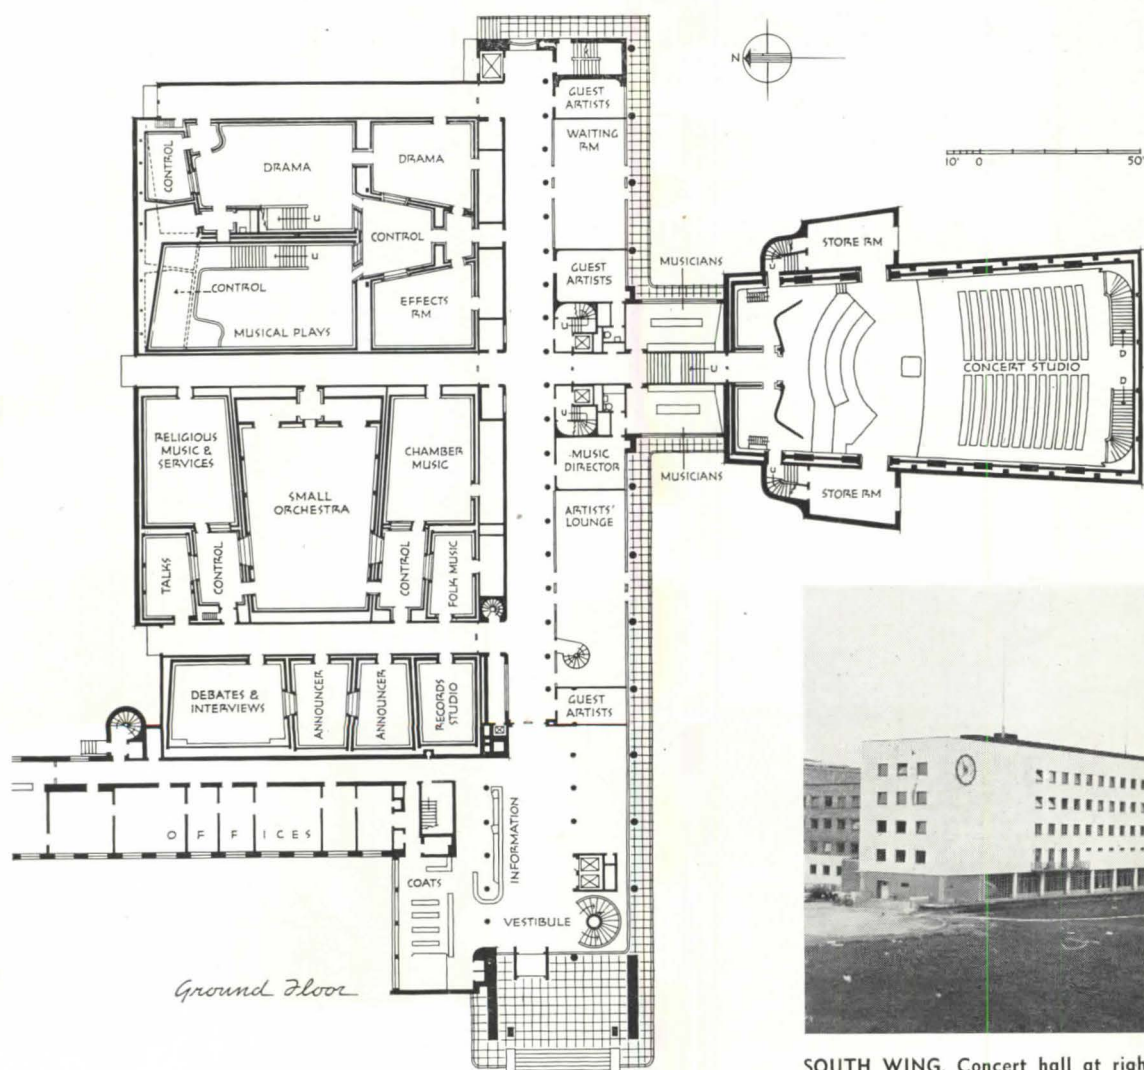 N
10' 0 50'
GUEST
ARTISTS
WAITING
RM
CONTROL
DRAMA
DRAMA
U
CONTROL
STORE RM
MUSICIANS
GUEST
ARTISTS
U
CONTROL
U
EFFECTS
RM
MUSICAL PLAYS
U
U
D
CONCERT STUDIO
D
RELIGIOUS
MUSIC &
SERVICES
CHAMBER
MUSIC
U
MUSIC
DIRECTOR
MUSICIANS
U
STORE RM
SMALL
ORCHESTRA
ARTISTS'
LOUNGE
TALKS
CONTROL
CONTROL
FOLK MUSIC
DEBATES &
INTERVIEWS
ANNOUNCER
ANNOUNCER
RECORDS
STUDIO
GUEST
ARTISTS
OFFICES
INFORMATION
COATS
VESTIBULE
Ground Floor
SOUTH WING. Concert hall at righ